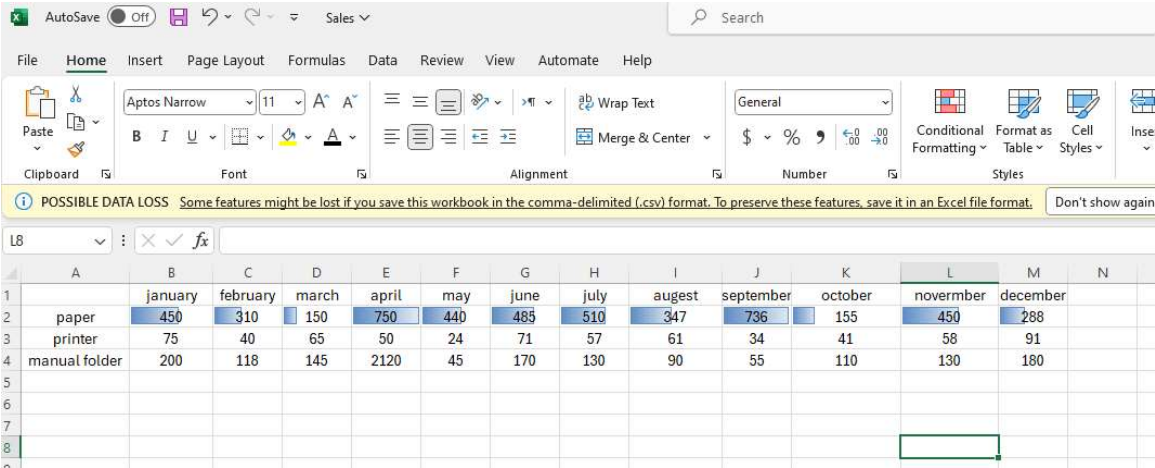 AutoSave Off Sales Search
File Home Insert Page Layout Formulas Data Review View Automate Help
Aptos Narrow 11 A A ab Wrap Text General
Paste B I U A Merge & Center $ % 9 .00 .00 Conditional Formatting Format as Table Cell Styles
Clipboard Font Alignment Number Styles
POSSIBLE DATA LOSS Some features might be lost if you save this workbook in the comma-delimited (.csv) format. To preserve these features, save it in an Excel file format. Don't show again
L8 fx
A B C D E F G H I J K L M N
1 january february march april may june july augest september october novermber december
2 paper 450 310 150 750 440 485 510 347 736 155 450 288
3 printer 75 40 65 50 24 71 57 61 34 41 58 91
4 manual folder 200 118 145 2120 45 170 130 90 55 110 130 180
5
6
7
8